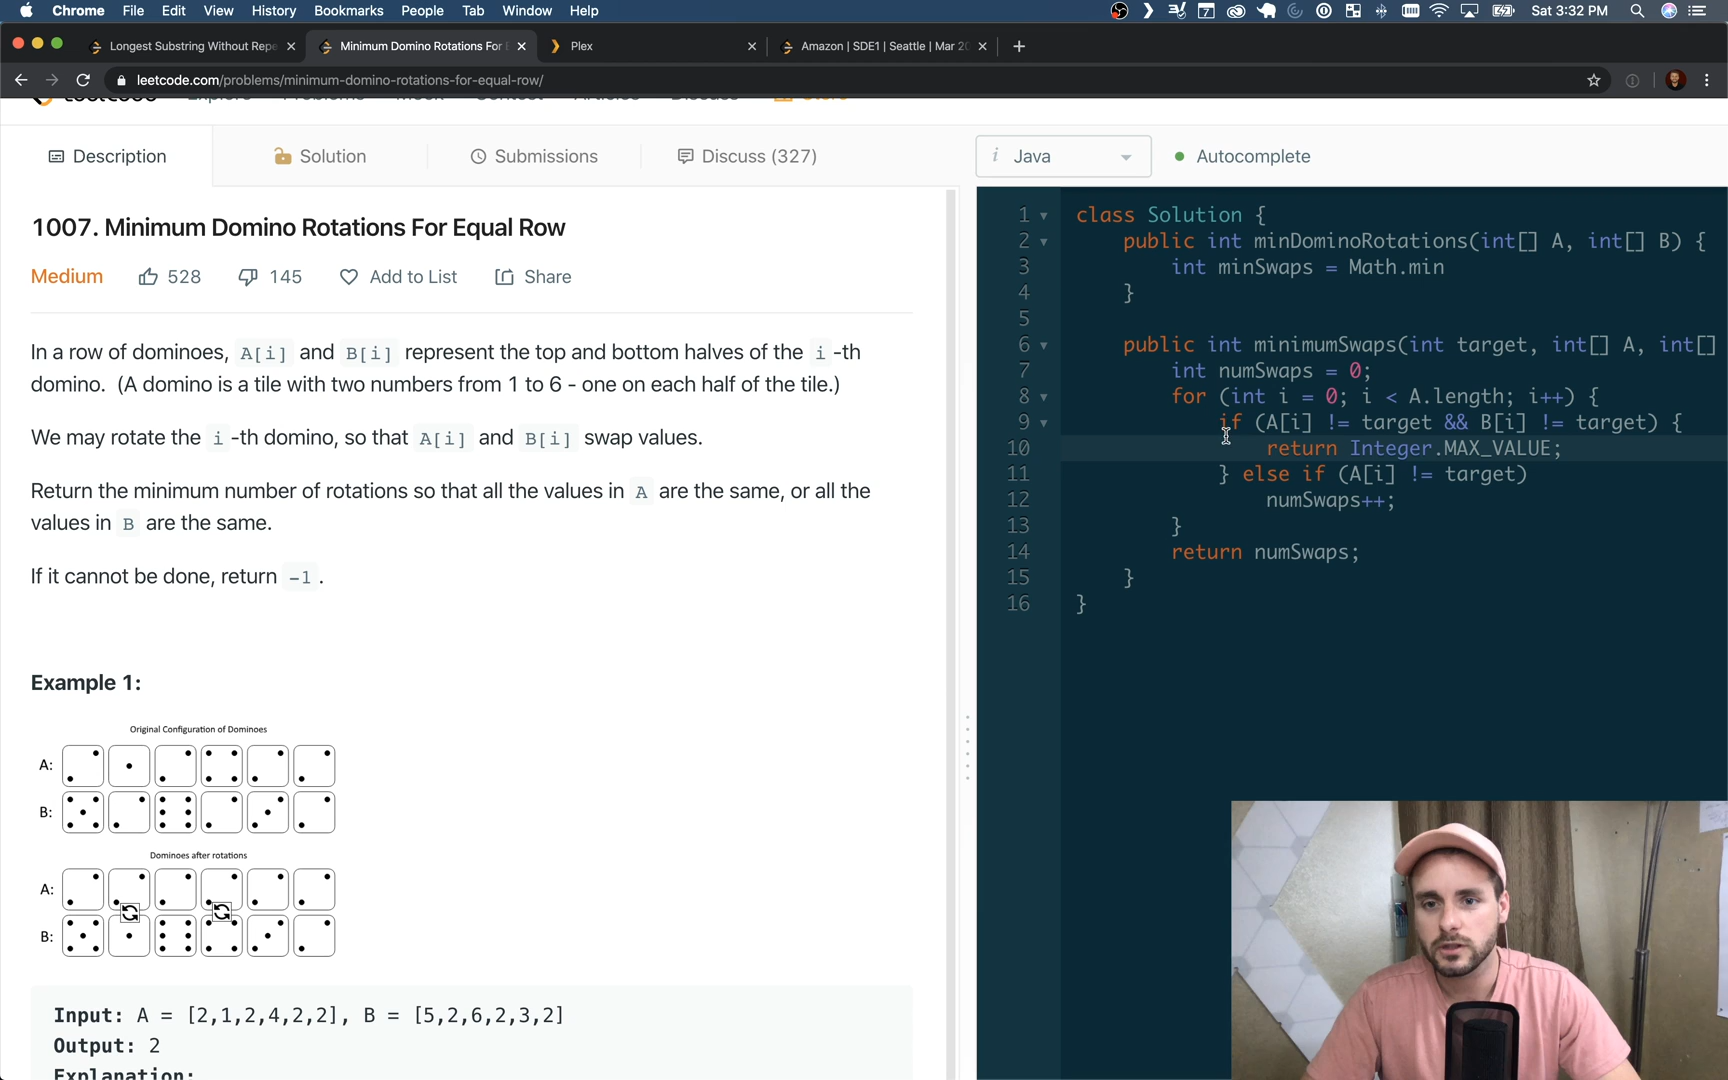 Chrome File Edit View History Bookmarks People Tab Window Help Sat 3:32 PM
Longest Substring Without Repe Minimum Domino Rotations For Plex Amazon | SDE1 | Seattle | Mar 20
leetcode.com/problems/minimum-domino-rotations-for-equal-row/
Description Solution Submissions Discuss (327)
i Java Autocomplete
1007. Minimum Domino Rotations For Equal Row
Medium 528 145 Add to List Share
In a row of dominoes, A[i] and B[i] represent the top and bottom halves of the i -th
domino. (A domino is a tile with two numbers from 1 to 6 - one on each half of the tile.)
We may rotate the i -th domino, so that A[i] and B[i] swap values.
Return the minimum number of rotations so that all the values in A are the same, or all the
values in B are the same.
If it cannot be done, return -1 .
Example 1:
Original Configuration of Dominoes
A:
B:
Dominoes after rotations
A:
B:
Input: A = [2,1,2,4,2,2], B = [5,2,6,2,3,2]
Output: 2
Explanation:
1 class Solution {
2 public int minDominoRotations(int[] A, int[] B) {
3 int minSwaps = Math.min
4 }
5
6 public int minimumSwaps(int target, int[] A, int[]
7 int numSwaps = 0;
8 for (int i = 0; i < A.length; i++) {
9 if (A[i] != target && B[i] != target) {
10 return Integer.MAX_VALUE;
11 } else if (A[i] != target)
12 numSwaps++;
13 }
14 return numSwaps;
15 }
16 }